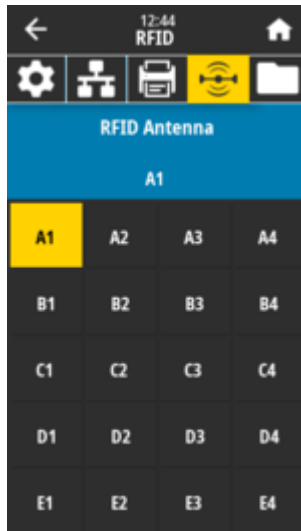 12:44
RFID
RFID Antenna
A1
A1 A2 A3 A4
B1 B2 B3 B4
C1 C2 C3 C4
D1 D2 D3 D4
E1 E2 E3 E4